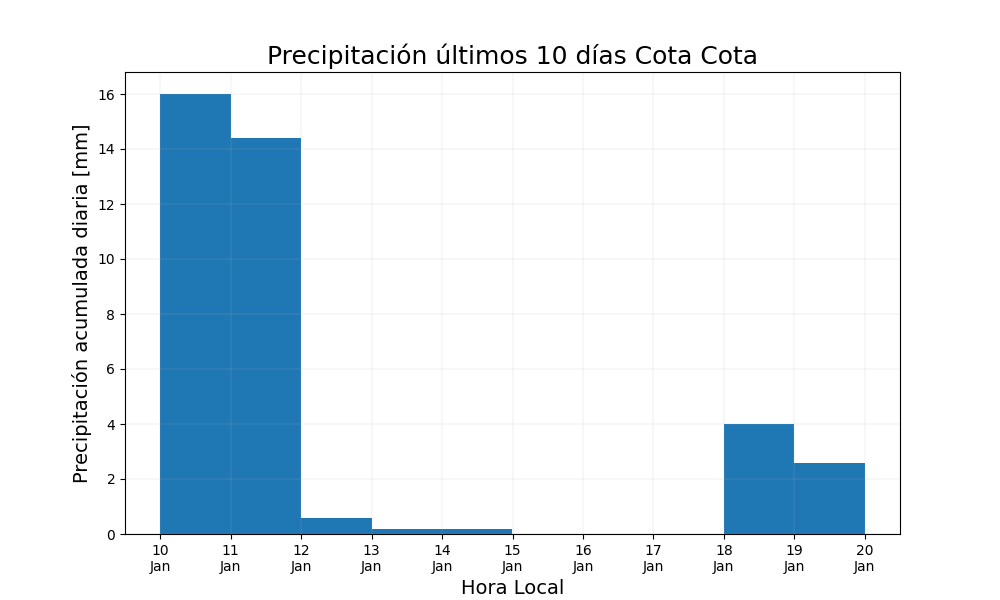 Precipitación últimos 10 días Cota Cota
Precipitación acumulada diaria [mm]
16
14
12
10
8
6
4
2
0
10 11 12 13 14 15 16 17 18 19 20
Jan Jan Jan Jan Jan Jan Jan Jan Jan Jan Jan
Hora Local